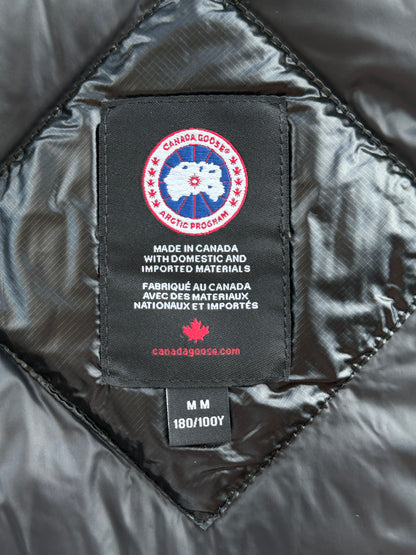 CANADA GOOSE®
ARCTIC PROGRAM
MADE IN CANADA
WITH DOMESTIC AND
IMPORTED MATERIALS
FABRIQUÉ AU CANADA
AVEC DES MATERIAUX
NATIONAUX ET IMPORTÉS
canadagoose.com
M M
180/100Y